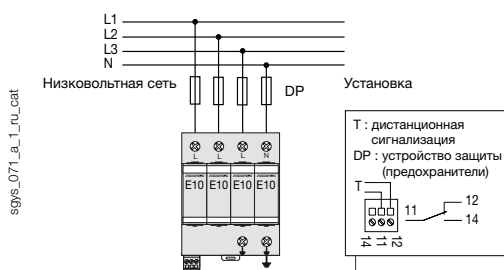 L1
L2
L3
N
Низковольтная сеть
DP
Установка
sgys_071_a_1_ru_cat
L L L N
E10 E10 E10 E10
T : дистанционная
сигнализация
DP : устройство защиты
(предохранители)
T
11
12
14
14 11 12